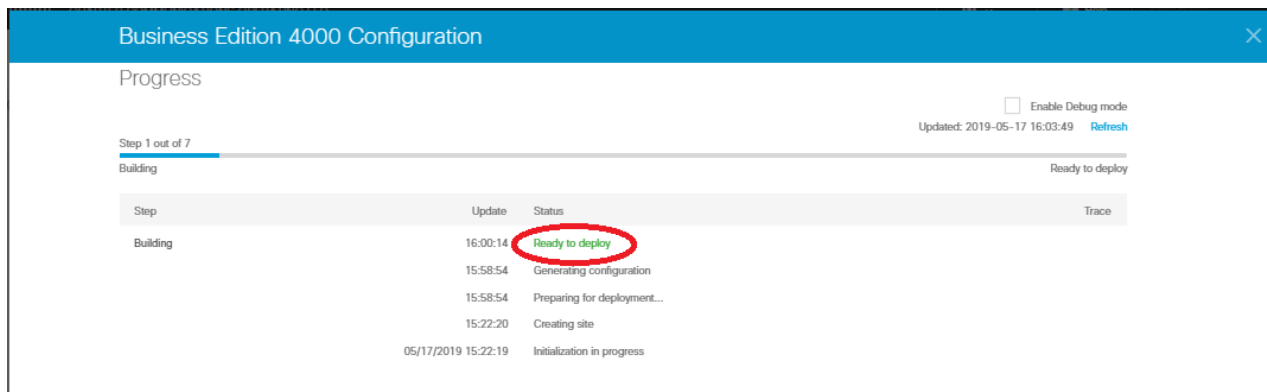 Business Edition 4000 Configuration
Progress
Enable Debug mode
Updated: 2019-05-17 16:03:49 Refresh
Step 1 out of 7
Building Ready to deploy
Step Update Status Trace
Building 16:00:14 Ready to deploy
15:58:54 Generating configuration
15:58:54 Preparing for deployment...
15:22:20 Creating site
05/17/2019 15:22:19 Initialization in progress